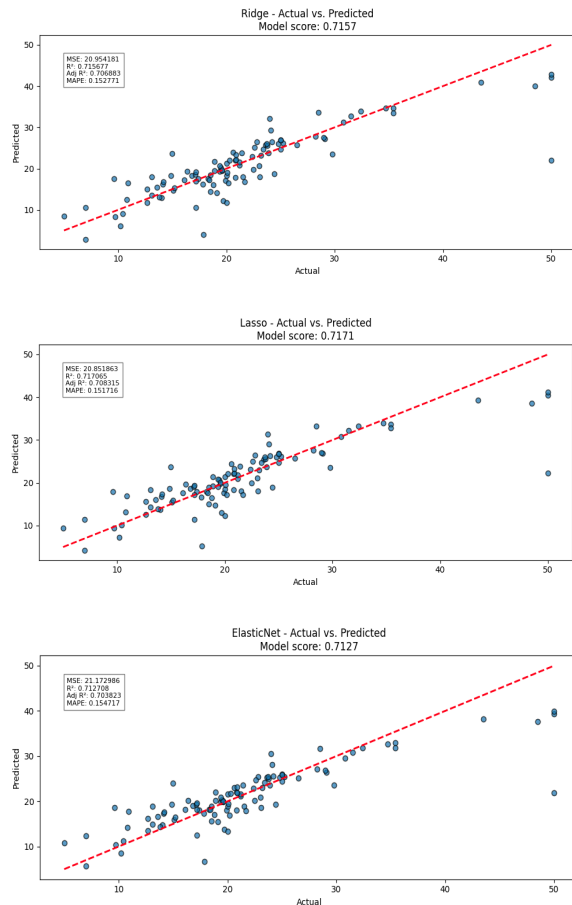 Ridge - Actual vs. Predicted
Model score: 0.7157
MSE: 20.954181
R²: 0.715677
Adj R²: 0.706883
MAPE: 0.152771
50
40
30
20
10
Predicted
10
20
30
40
50
Actual
Lasso - Actual vs. Predicted
Model score: 0.7171
MSE: 20.851863
R²: 0.717065
Adj R²: 0.708315
MAPE: 0.151716
50
40
30
20
10
Predicted
10
20
30
40
50
Actual
ElasticNet - Actual vs. Predicted
Model score: 0.7127
MSE: 21.172986
R²: 0.712708
Adj R²: 0.703823
MAPE: 0.154717
50
40
30
20
10
Predicted
10
20
30
40
50
Actual